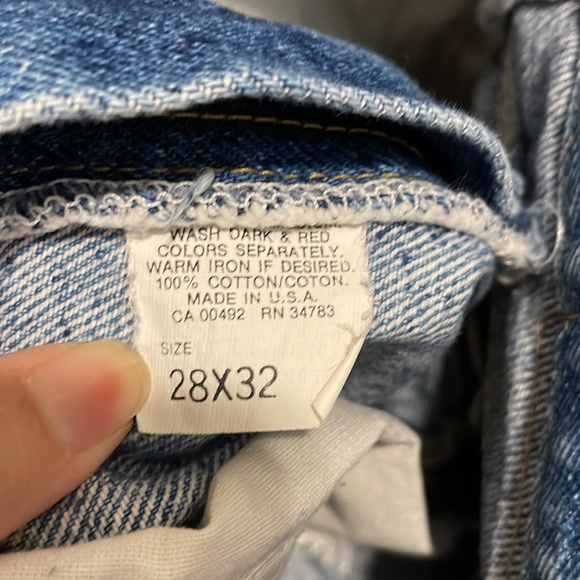 WASH DARK & RED
COLORS SEPARATELY.
WARM IRON IF DESIRED.
100% COTTON/COTON.
MADE IN U.S.A.
CA 00492 RN 34783
SIZE
28X32